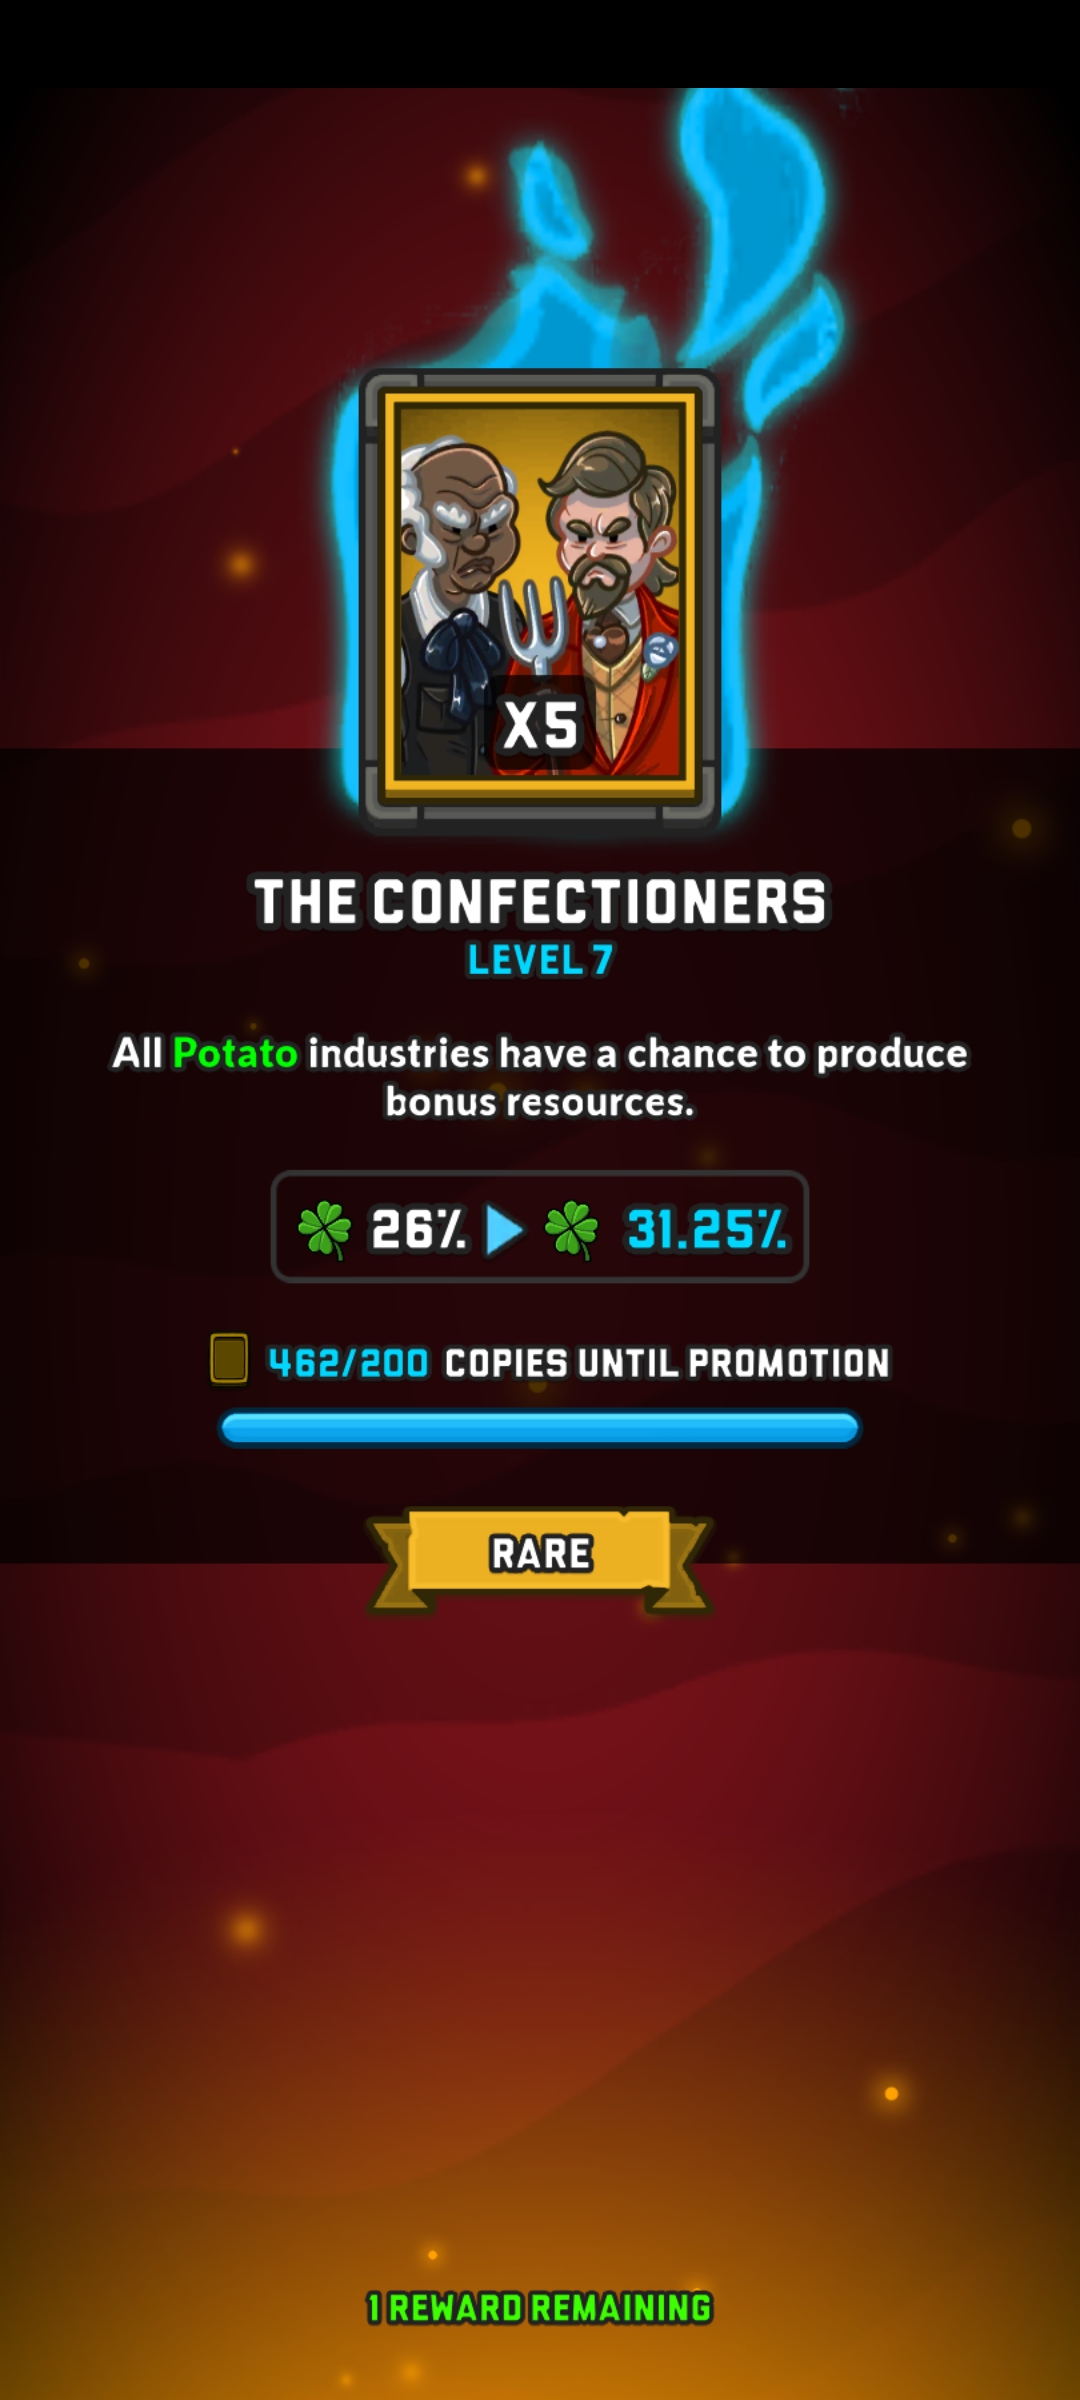 X5
THE CONFECTIONERS
LEVEL 7
All Potato industries have a chance to produce
bonus resources.
26% 31.25%
462/200 COPIES UNTIL PROMOTION
RARE
1 REWARD REMAINING